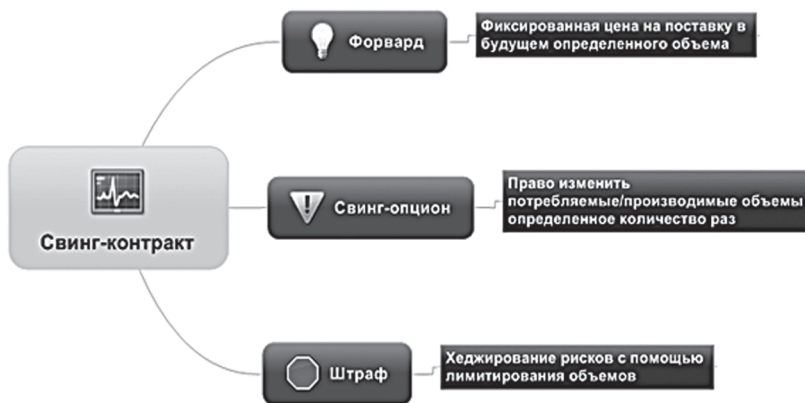 Форвард
Фиксированная цена на поставку в
будущем определенного объема
Свинг-контракт
Свинг-опцион
Право изменить
потребляемые/производимые объемы
определенное количество раз
Штраф
Хеджирование рисков с помощью
лимитирования объемов